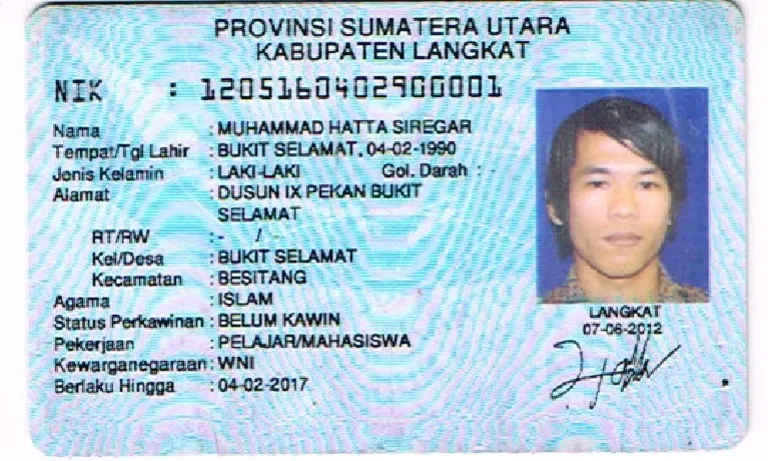 PROVINSI SUMATERA UTARA
KABUPATEN LANGKAT
NIK : 1205160402900001
Nama : MUHAMMAD HATTA SIREGAR
Tempat/Tgl Lahir : BUKIT SELAMAT, 04-02-1990
Jenis Kelamin : LAKI-LAKI Gol. Darah : -
Alamat : DUSUN IX PEKAN BUKIT
SELAMAT
RT/RW : - / -
Kel/Desa : BUKIT SELAMAT
Kecamatan : BESITANG
Agama : ISLAM
Status Perkawinan : BELUM KAWIN
Pekerjaan : PELAJAR/MAHASISWA
Kewarganegaraan : WNI
Berlaku Hingga : 04-02-2017
LANGKAT
07-06-2012